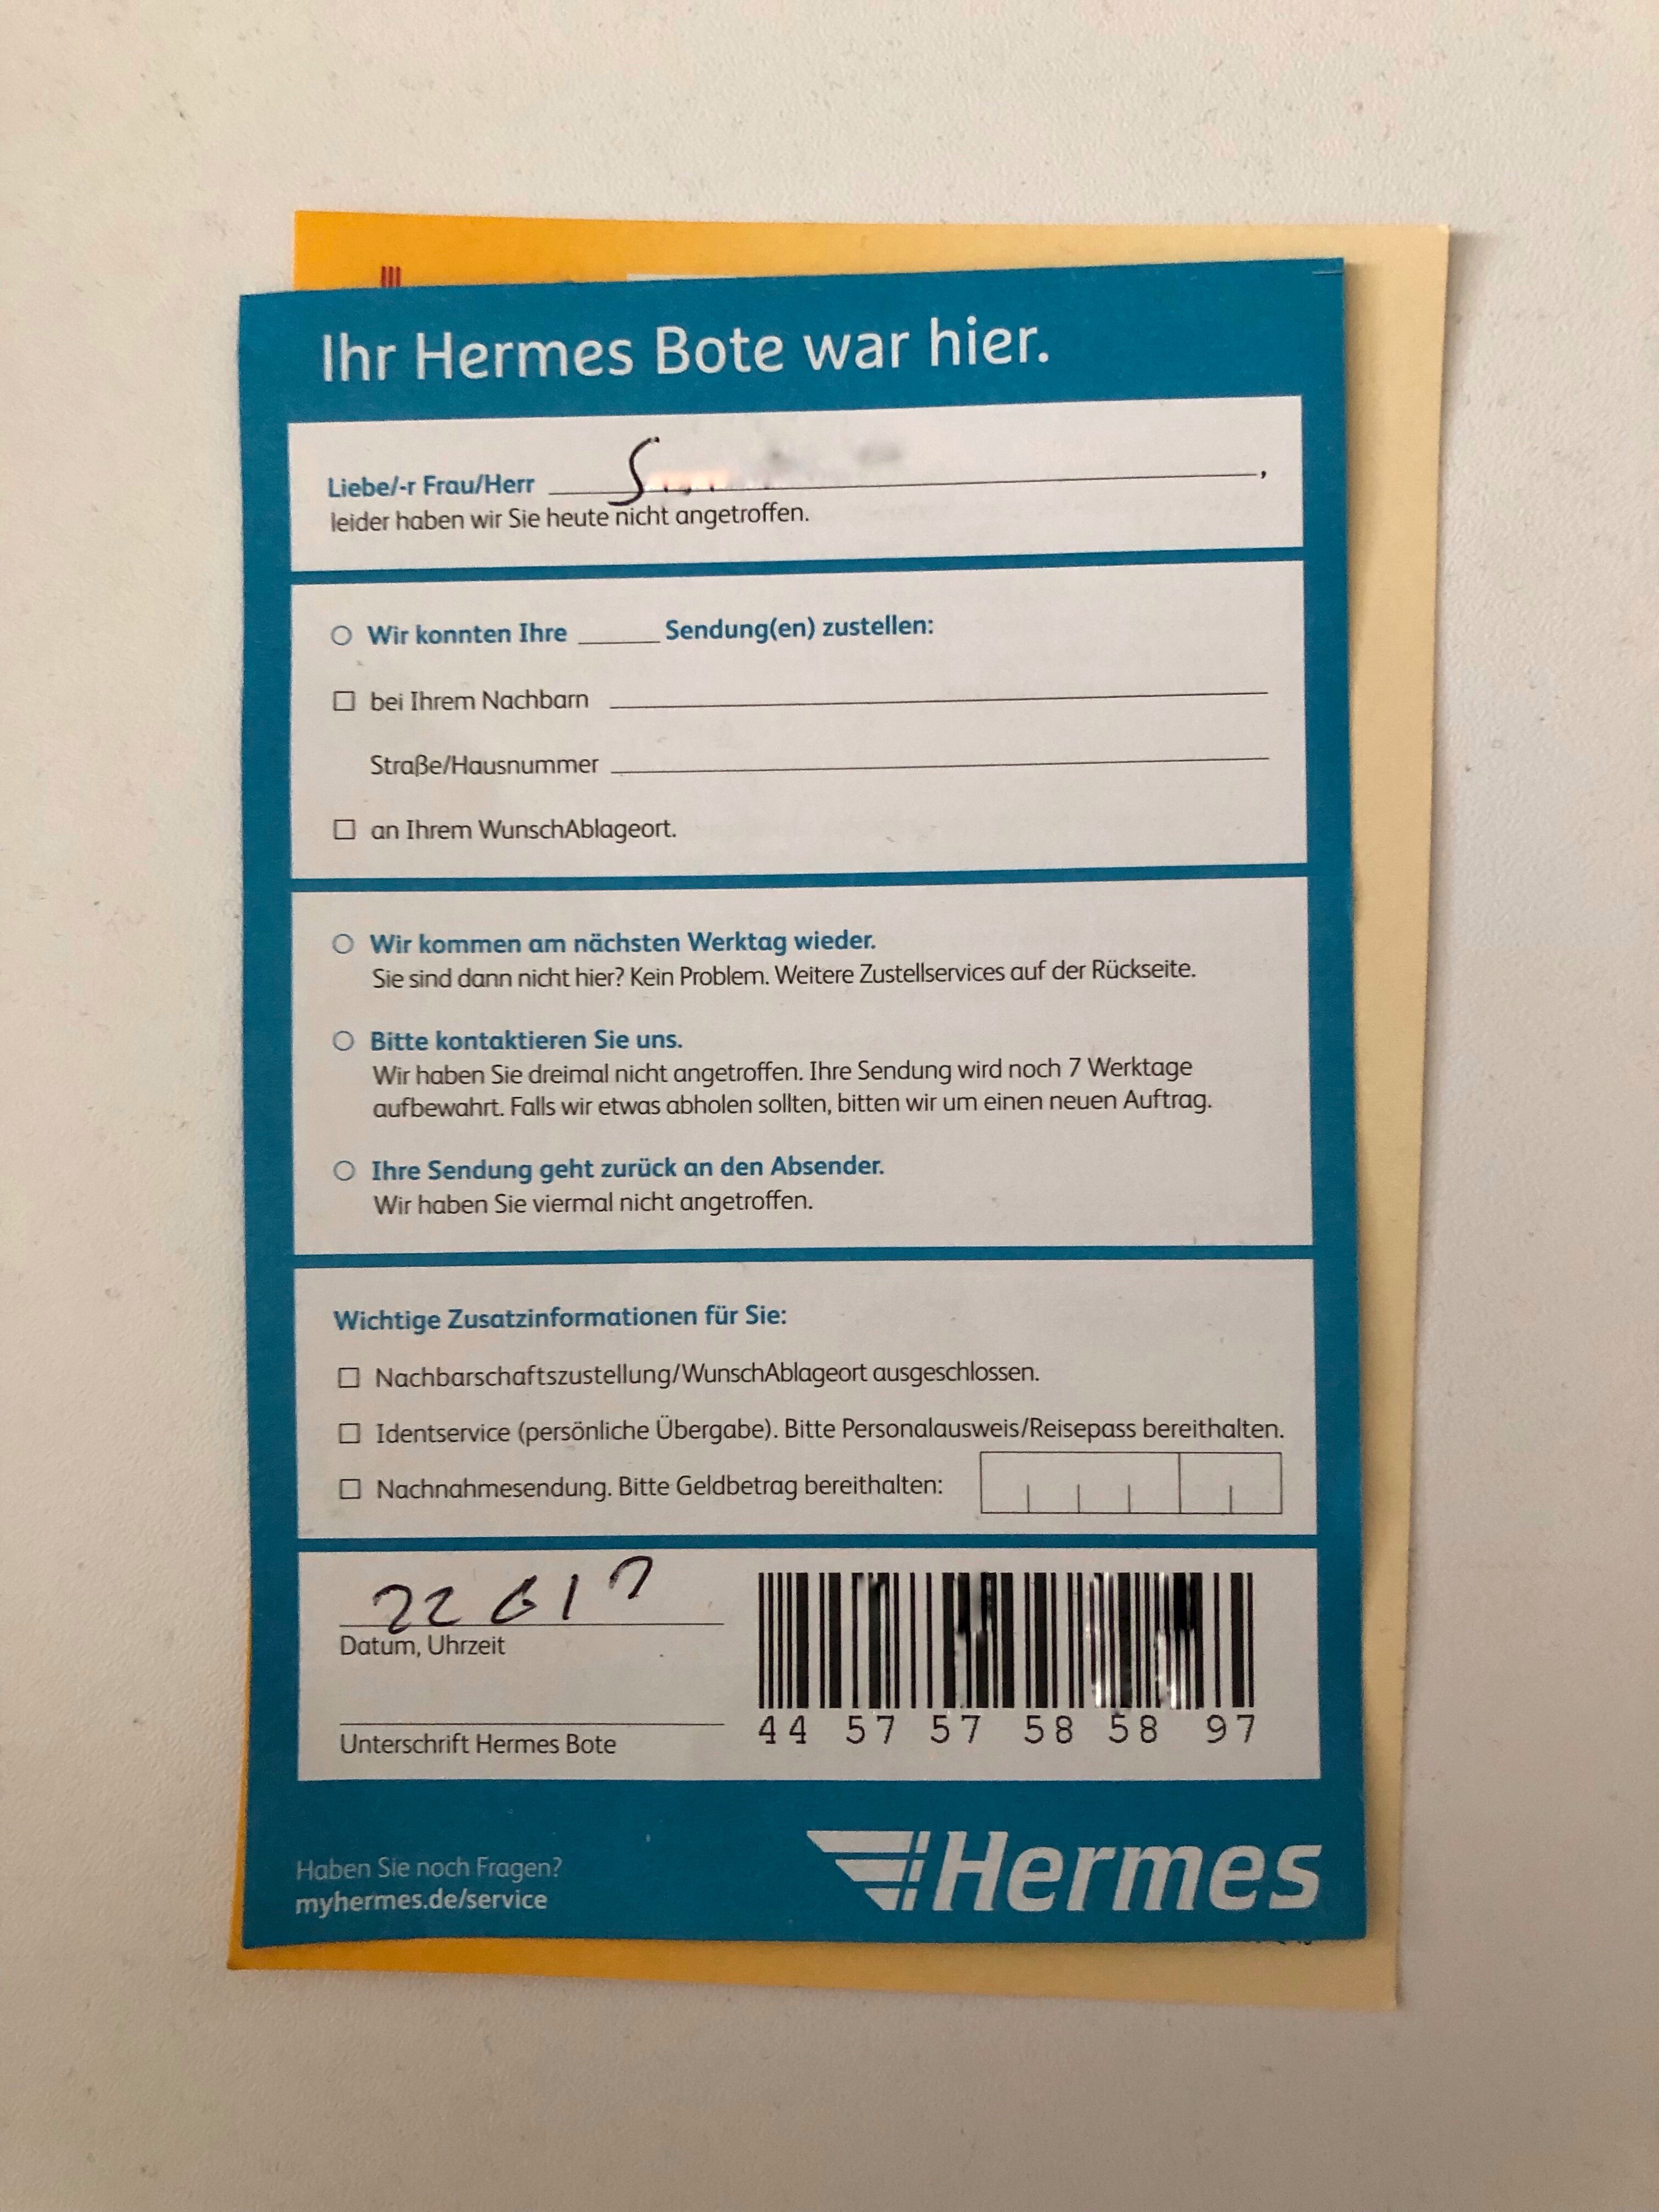 Ihr Hermes Bote war hier.
Liebe/-r Frau/Herr S ,
leider haben wir Sie heute nicht angetroffen.
Wir konnten Ihre ______ Sendung(en) zustellen:
bei Ihrem Nachbarn
Straße/Hausnummer
an Ihrem WunschAblageort.
Wir kommen am nächsten Werktag wieder.
Sie sind dann nicht hier? Kein Problem. Weitere Zustellservices auf der Rückseite.
Bitte kontaktieren Sie uns.
Wir haben Sie dreimal nicht angetroffen. Ihre Sendung wird noch 7 Werktage
aufbewahrt. Falls wir etwas abholen sollten, bitten wir um einen neuen Auftrag.
Ihre Sendung geht zurück an den Absender.
Wir haben Sie viermal nicht angetroffen.
Wichtige Zusatzinformationen für Sie:
Nachbarschaftszustellung/WunschAblageort ausgeschlossen.
Identservice (persönliche Übergabe). Bitte Personalausweis/Reisepass bereithalten.
Nachnahmesendung. Bitte Geldbetrag bereithalten:
22 6 1
Datum, Uhrzeit
Unterschrift Hermes Bote
44 57 57 58 58 97
Haben Sie noch Fragen?
myhermes.de/service
Hermes